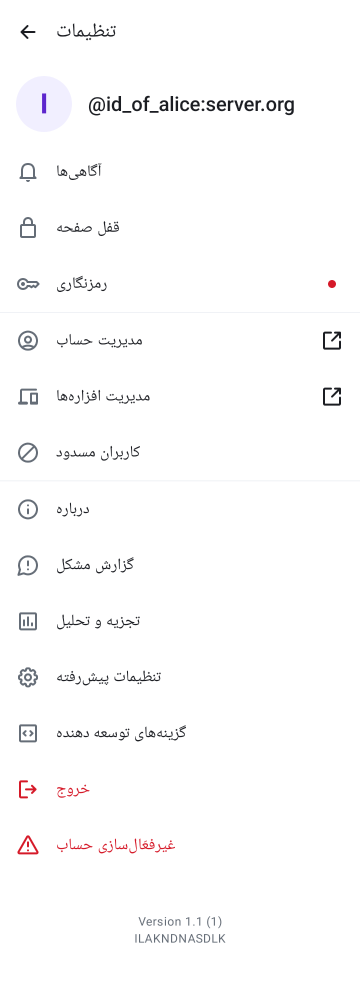 تنظیمات
I
@id_of_alice:server.org
آگاهی‌ها
قفل صفحه
رمزنگاری
مدیریت حساب
مدیریت افزاره‌ها
کاربران مسدود
درباره
گزارش مشکل
تجزیه و تحلیل
تنظیمات پیش‌رفته
گزینه‌های توسعه دهنده
خروج
غیرفغال‌سازی حساب
Version 1.1 (1)
ILAKNDNASDLK